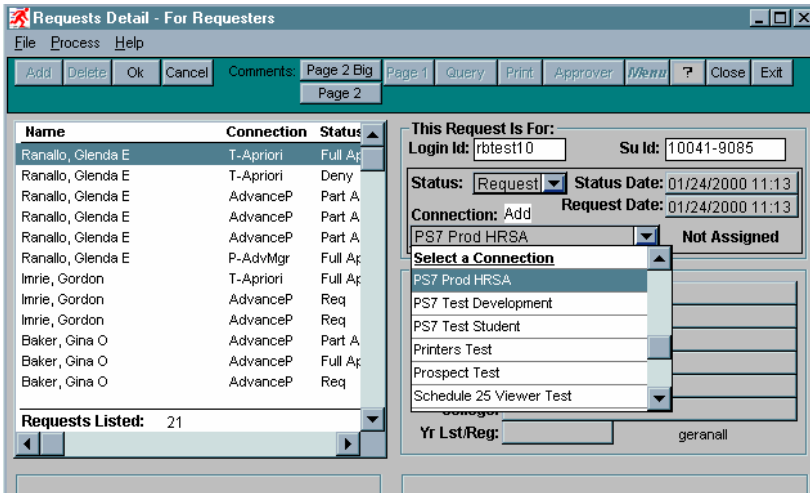 Requests Detail - For Requesters
File Process Help
Add Delete Ok Cancel Comments: Page 2 Big Page 1 Query Print Approver Menu ? Close Exit
Page 2
Name Connection Status
Ranallo, Glenda E T-Apriori Full Ap
Ranallo, Glenda E T-Apriori Deny
Ranallo, Glenda E AdvanceP Part A
Ranallo, Glenda E AdvanceP Part A
Ranallo, Glenda E AdvanceP Part A
Ranallo, Glenda E P-AdvMgr Full Ap
Imrie, Gordon T-Apriori Full Ap
Imrie, Gordon AdvanceP Req
Imrie, Gordon AdvanceP Req
Baker, Gina O AdvanceP Part A
Baker, Gina O AdvanceP Full Ap
Baker, Gina O AdvanceP Req
Requests Listed: 21
This Request Is For:
Login Id: rbtest10 Su Id: 10041-9085
Status: Request Status Date: 01/24/2000 11:13
Connection: Add Request Date: 01/24/2000 11:13
PS7 Prod HRSA Not Assigned
Select a Connection
PS7 Prod HRSA
PS7 Test Development
PS7 Test Student
Printers Test
Prospect Test
Schedule 25 Viewer Test
Yr Lst/Reg: geranall